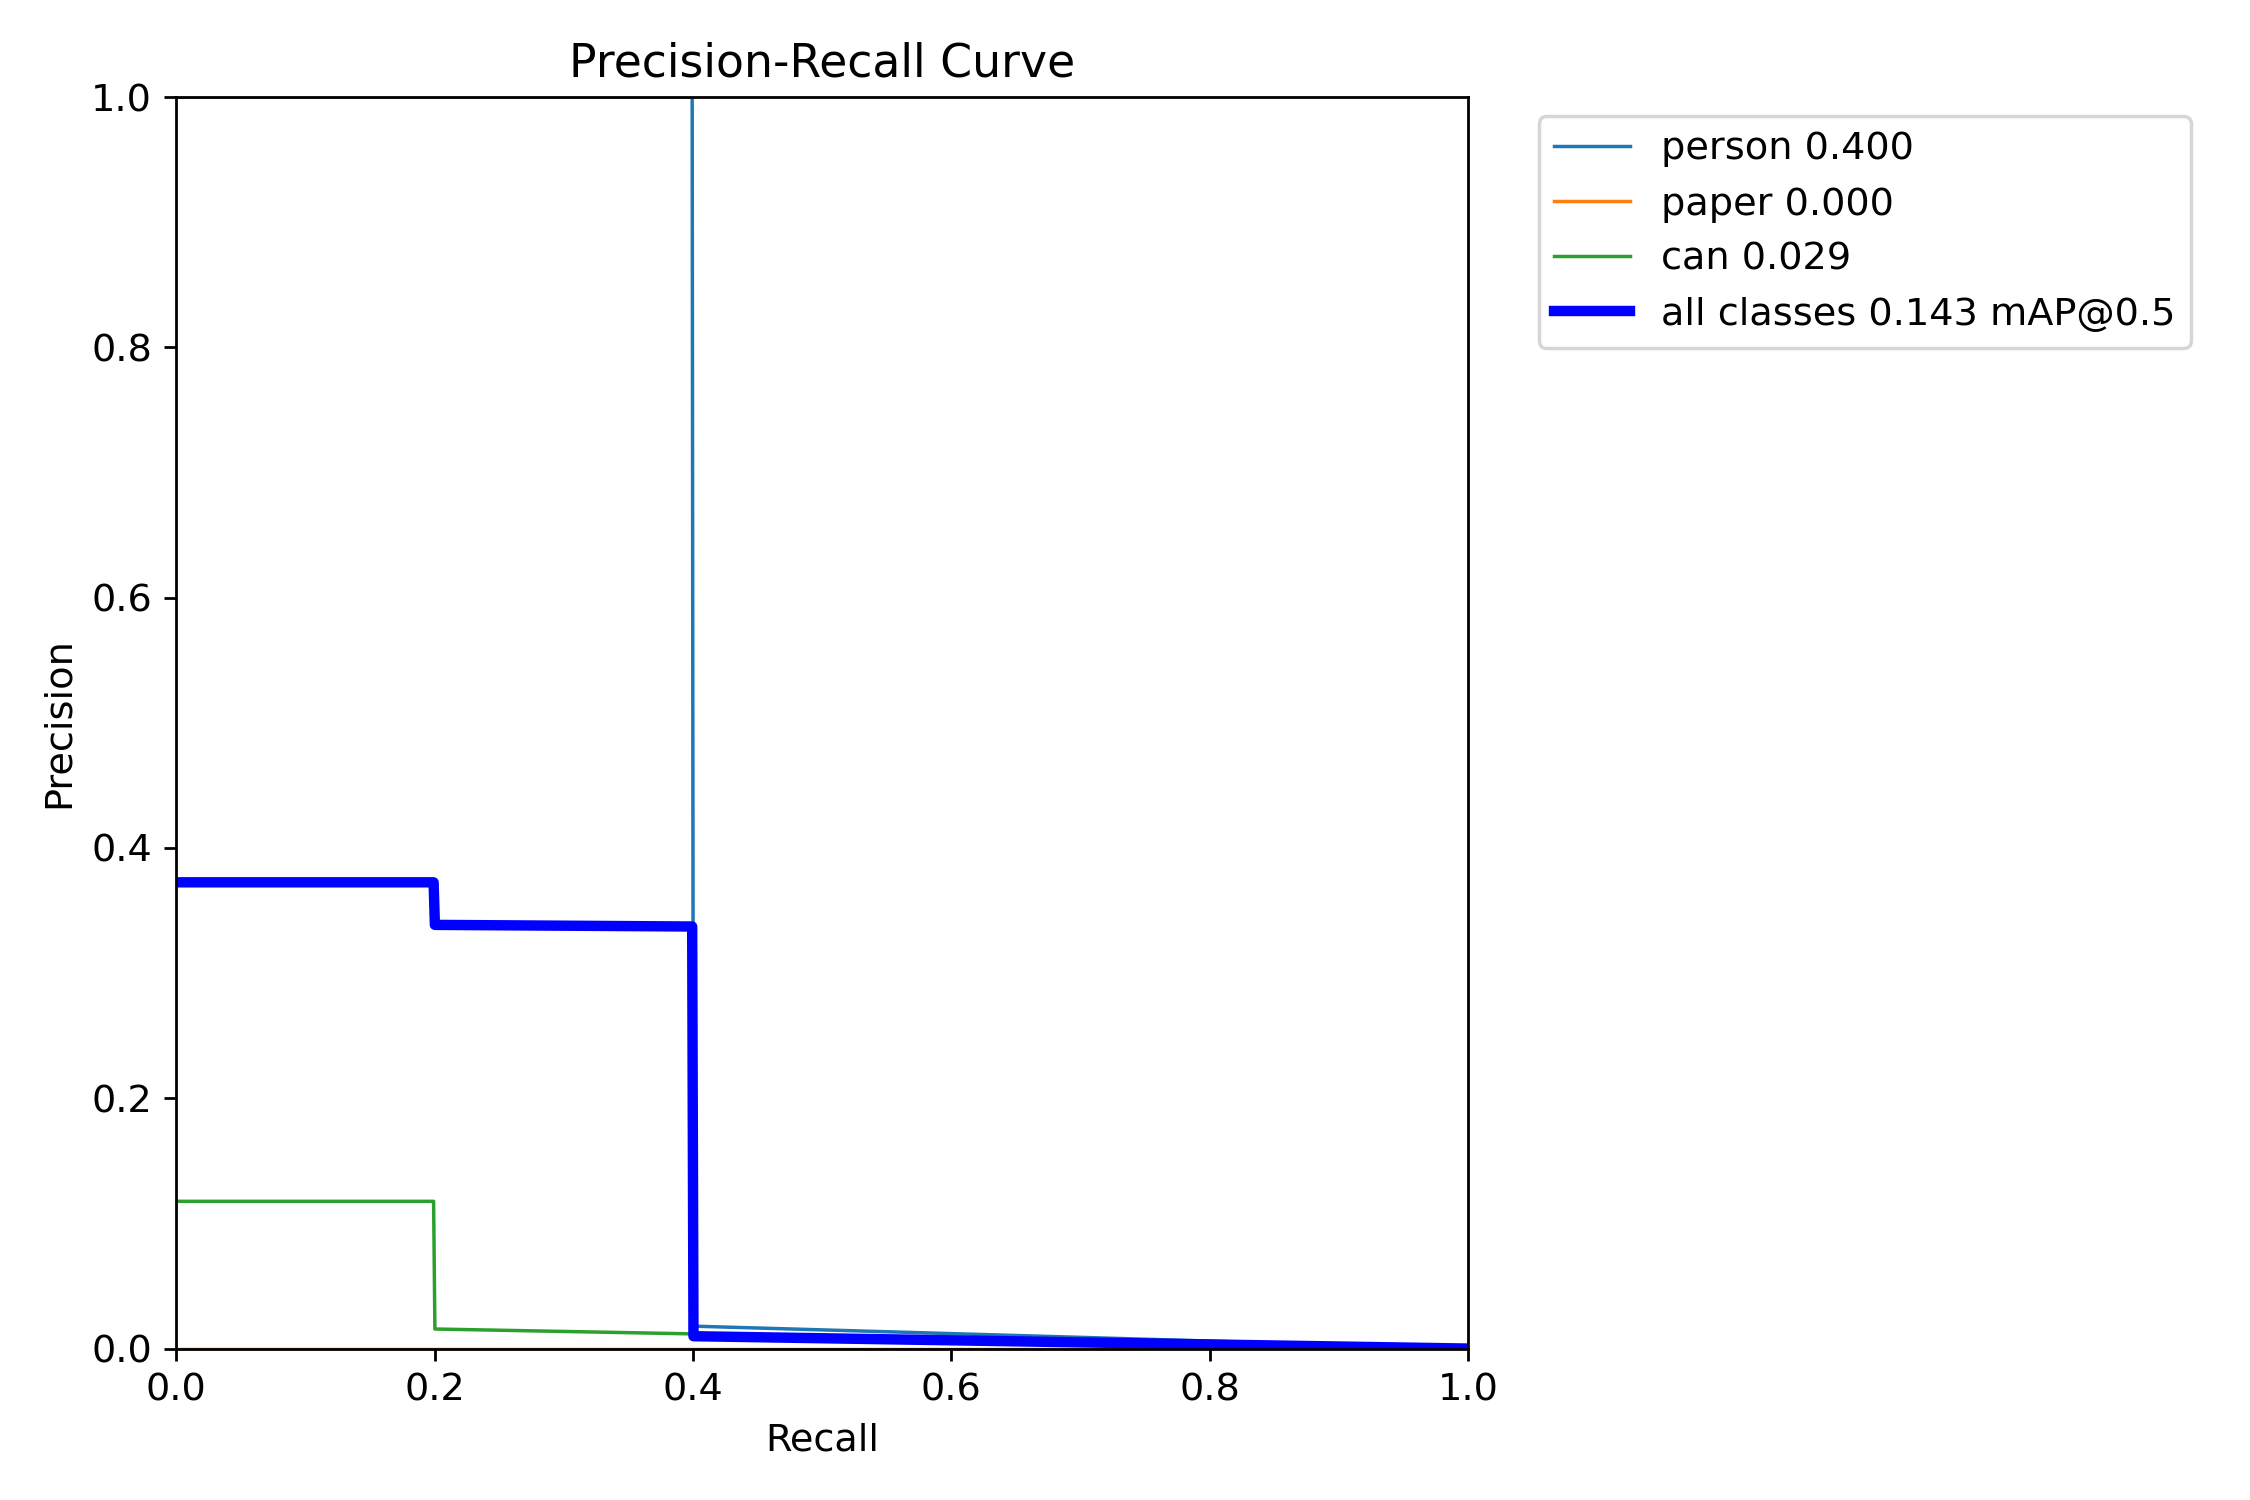 Precision-Recall Curve
1.0
0.8
0.6
0.4
0.2
0.0
Precision
0.0 0.2 0.4 0.6 0.8 1.0
Recall
person 0.400
paper 0.000
can 0.029
all classes 0.143 mAP@0.5